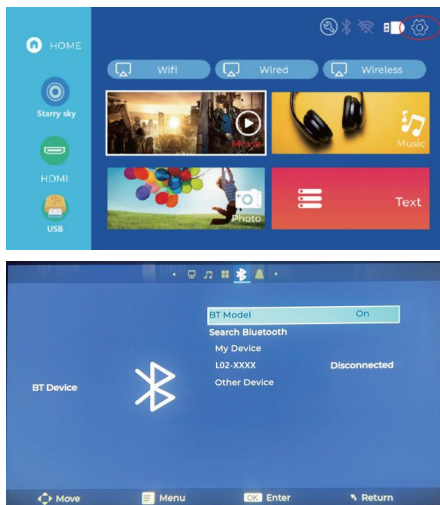 HOME
Wifi
Wired
Wireless
Starry sky
Movie
Music
HDMI
Photo
Text
USB
BT Model On
Search Bluetooth
My Device
L02-XXXX Disconnected
BT Device
Other Device
Move Menu OK Enter Return